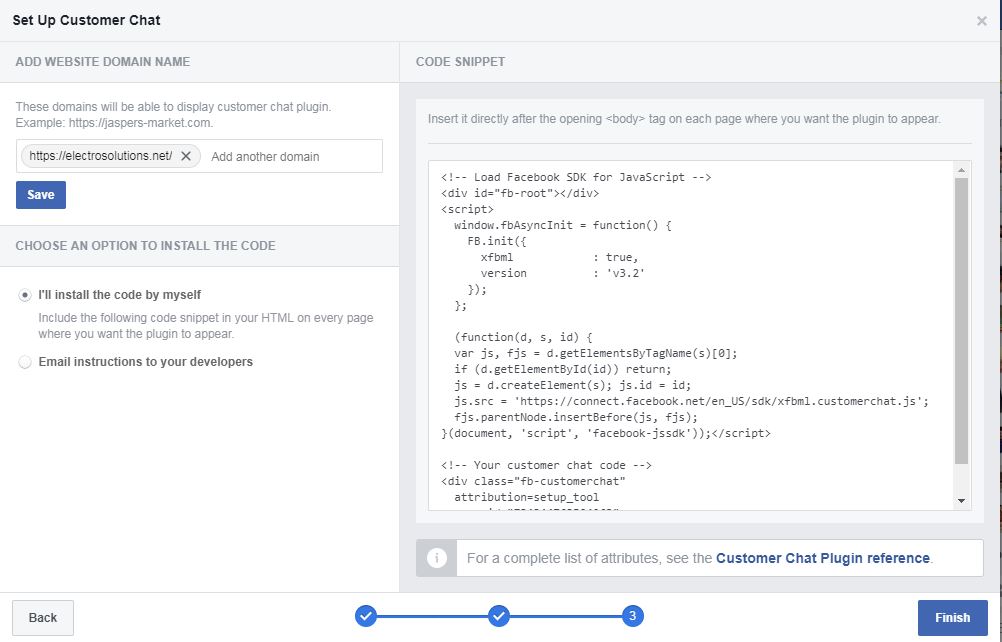 Set Up Customer Chat
ADD WEBSITE DOMAIN NAME
These domains will be able to display customer chat plugin.
Example: https://jaspers-market.com.
https://electrosolutions.net/ Add another domain
Save
CHOOSE AN OPTION TO INSTALL THE CODE
I'll install the code by myself
Include the following code snippet in your HTML on every page
where you want the plugin to appear.
Email instructions to your developers
CODE SNIPPET
Insert it directly after the opening <body> tag on each page where you want the plugin to appear.
<!-- Load Facebook SDK for JavaScript -->
<div id="fb-root"></div>
<script>
  window.fbAsyncInit = function() {
    FB.init({
      xfbml            : true,
      version          : 'v3.2'
    });
  };

  (function(d, s, id) {
  var js, fjs = d.getElementsByTagName(s)[0];
  if (d.getElementById(id)) return;
  js = d.createElement(s); js.id = id;
  js.src = 'https://connect.facebook.net/en_US/sdk/xfbml.customerchat.js';
  fjs.parentNode.insertBefore(js, fjs);
}(document, 'script', 'facebook-jssdk'));</script>

<!-- Your customer chat code -->
<div class="fb-customerchat"
  attribution=setup_tool
For a complete list of attributes, see the Customer Chat Plugin reference.
Back
3
Finish